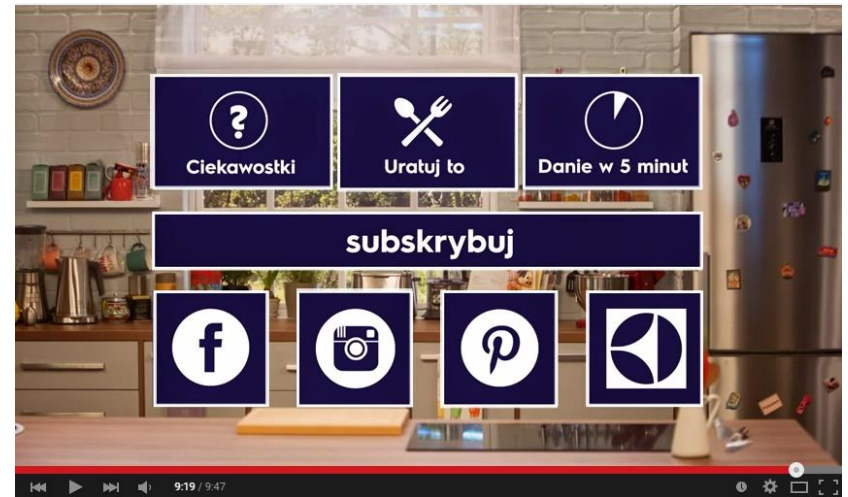 ?
Ciekawostki
Uratuj to
Danie w 5 minut
subskrybuj
f
9:19 / 9:47